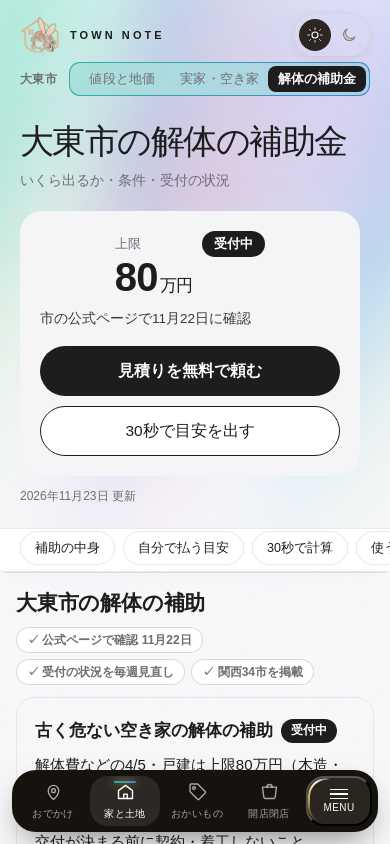 TOWN NOTE
大東市 値段と地価 実家・空き家 解体の補助金
大東市の解体の補助金
いくら出るか・条件・受付の状況
上限 受付中
80万円
市の公式ページで11月22日に確認
見積りを無料で頼む
30秒で目安を出す
2026年11月23日 更新
補助の中身 自分で払う目安 30秒で計算 使
大東市の解体の補助
✓ 公式ページで確認 11月22日
✓ 受付の状況を毎週見直し ✓ 関西34市を掲載
古く危ない空き家の解体の補助 受付中
解体費などの4/5・戸建は上限80万円（木造・
おでかけ 家と土地 おかいもの 開店閉店 MENU
交付が決まる前に契約・着工しないこと